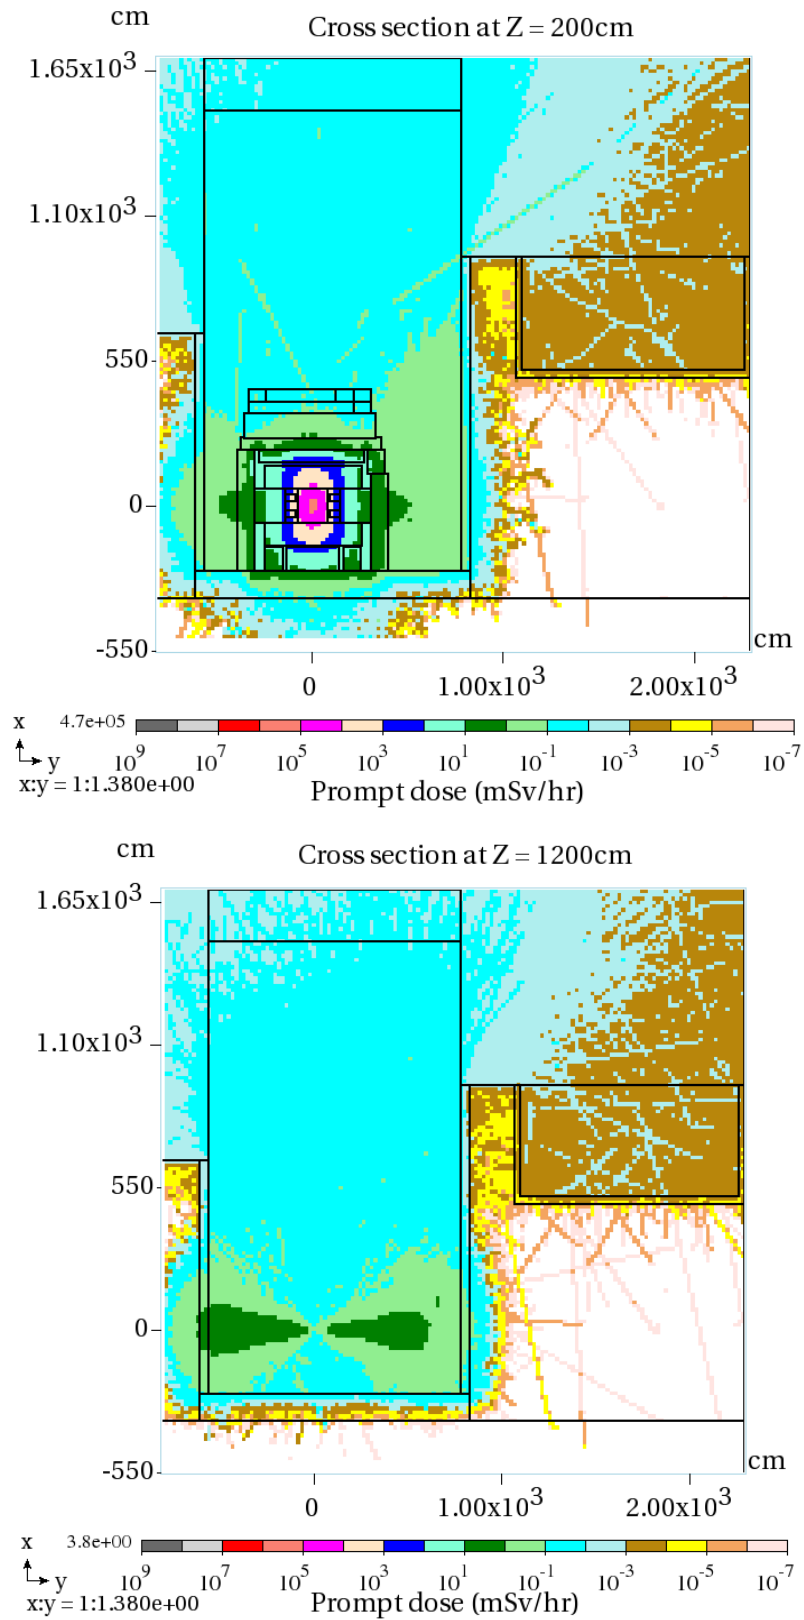 cm
Cross section at Z = 200cm
1.65x10³
1.10x10³
550
0
-550
cm
0 1.00x10³ 2.00x10³
x 4.7e+05
y 10⁹ 10⁷ 10⁵ 10³ 10¹ 10⁻¹ 10⁻³ 10⁻⁵ 10⁻⁷
x:y = 1:1.380e+00 Prompt dose (mSv/hr)
cm
Cross section at Z = 1200cm
1.65x10³
1.10x10³
550
0
-550
cm
0 1.00x10³ 2.00x10³
x 3.8e+00
y 10⁹ 10⁷ 10⁵ 10³ 10¹ 10⁻¹ 10⁻³ 10⁻⁵ 10⁻⁷
x:y = 1:1.380e+00 Prompt dose (mSv/hr)